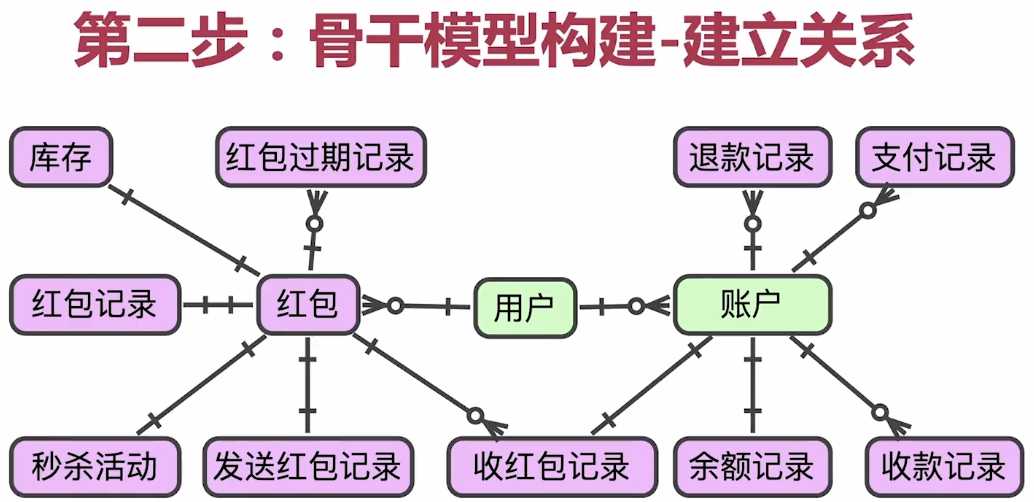 第二步：骨干模型构建-建立关系
库存
红包过期记录
退款记录
支付记录
红包记录
红包
用户
账户
秒杀活动
发送红包记录
收红包记录
余额记录
收款记录